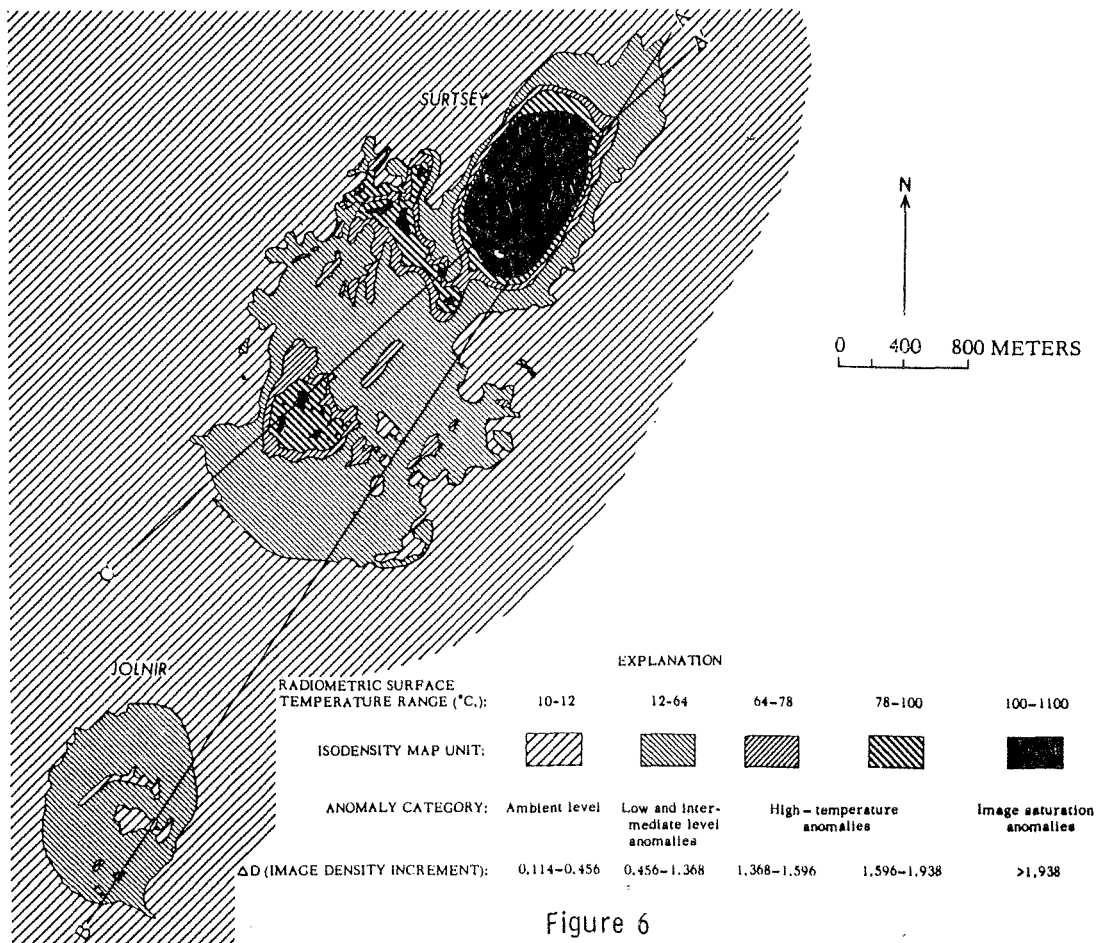 A
A'
SURTSEY
N
0 400 800 METERS
C
JOLNIR
EXPLANATION
RADIOMETRIC SURFACE
TEMPERATURE RANGE (°C.): 10-12 12-64 64-78 78-100 100-1100
ISODENSITY MAP UNIT:
ANOMALY CATEGORY: Ambient level Low and inter- High-temperature Image saturation
mediate level anomalies anomalies
anomalies
ΔD (IMAGE DENSITY INCREMENT): 0.114-0.456 0.456-1.368 1.368-1.596 1.596-1.938 >1.938
B
Figure 6